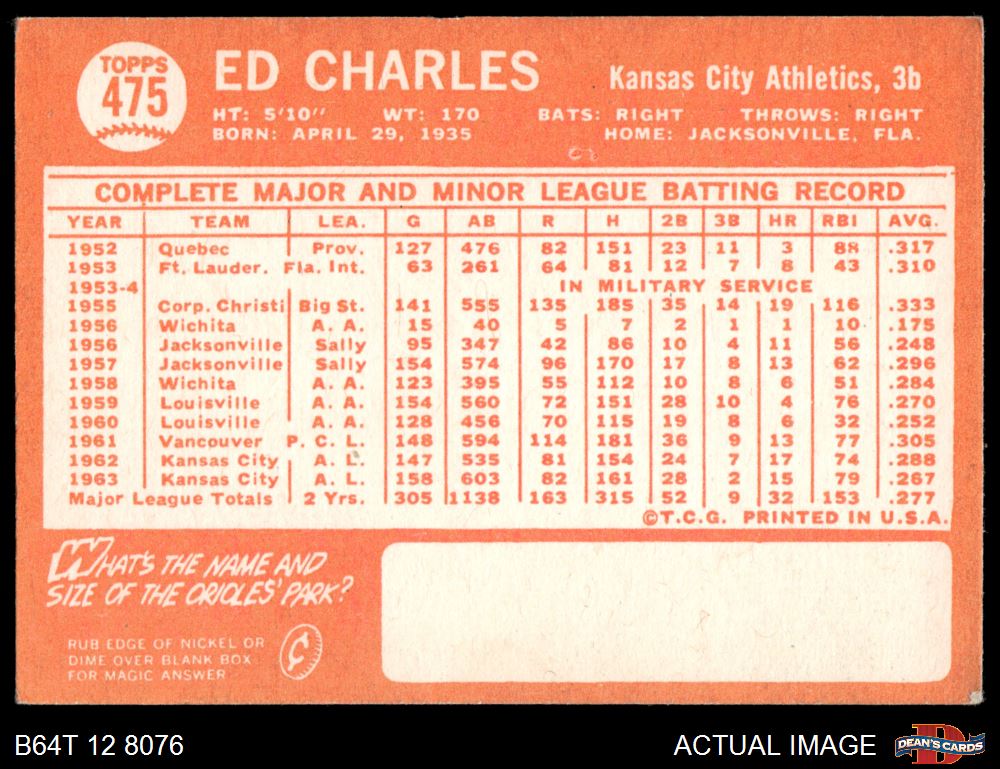 TOPPS
475
ED CHARLES
Kansas City Athletics, 3b
HT: 5'10" WT: 170 BATS: RIGHT THROWS: RIGHT
BORN: APRIL 29, 1935 HOME: JACKSONVILLE, FLA.
COMPLETE MAJOR AND MINOR LEAGUE BATTING RECORD
YEAR TEAM LEA. G AB R H 2B 3B HR RBI AVG.
1952 Quebec Prov. 127 476 82 151 23 11 3 88 .317
1953 Ft. Lauder. Fla. Int. 63 261 64 81 12 7 8 43 .310
1953-4 IN MILITARY SERVICE
1955 Corp. Christi Big St. 141 555 135 185 35 14 19 116 .333
1956 Wichita A. A. 15 40 5 7 2 1 1 10 .175
1956 Jacksonville Sally 95 347 42 86 10 4 11 56 .248
1957 Jacksonville Sally 154 574 96 170 17 8 13 62 .296
1958 Wichita A. A. 123 395 55 112 10 8 6 51 .284
1959 Louisville A. A. 154 560 72 151 28 10 4 76 .270
1960 Louisville A. A. 128 456 70 115 19 8 6 32 .252
1961 Vancouver P. C. L. 148 594 114 181 36 9 13 77 .305
1962 Kansas City A. L. 147 535 81 154 24 7 17 74 .288
1963 Kansas City A. L. 158 603 82 161 28 2 15 79 .267
Major League Totals 2 Yrs. 305 1138 163 315 52 9 32 153 .277
©T.C.G. PRINTED IN U.S.A.
WHAT'S THE NAME AND
SIZE OF THE ORIOLES' PARK?
RUB EDGE OF NICKEL OR
DIME OVER BLANK BOX
FOR MAGIC ANSWER
¢
B64T 12 8076
ACTUAL IMAGE
D
DEAN'S CARDS